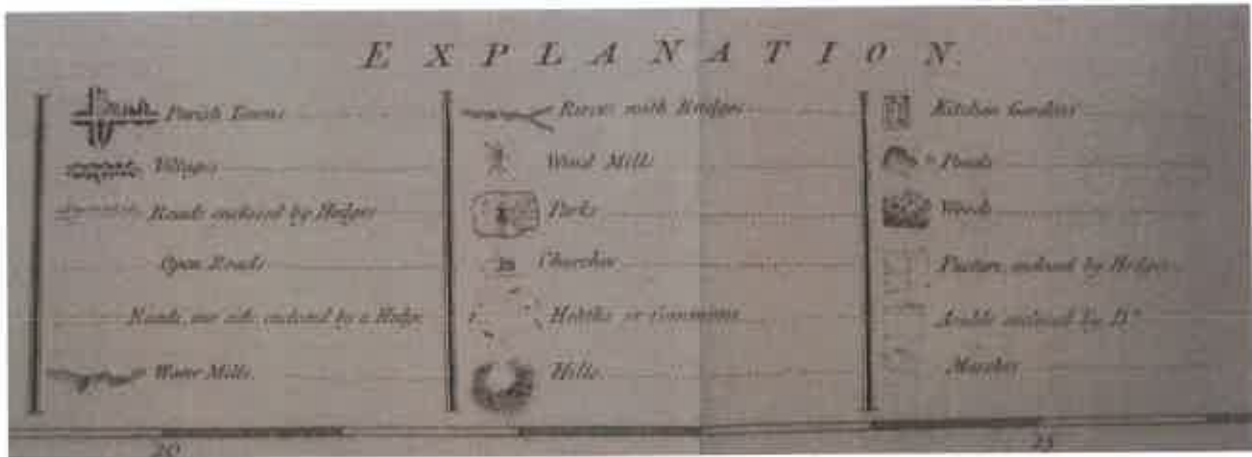 EXPLANATION.
Parish Towns
Villages
Roads enclosed by Hedges
Open Roads
Roads, one side enclosed by a Hedge
Water Mills.
Rivers with Bridges
Wind Mills
Parks
Churches
Heaths or Commons
Hills.
Kitchen Gardens
Ponds
Woods
Pasture, enclosed by Hedges
Arable enclosed by Dº
Marshes
20
25